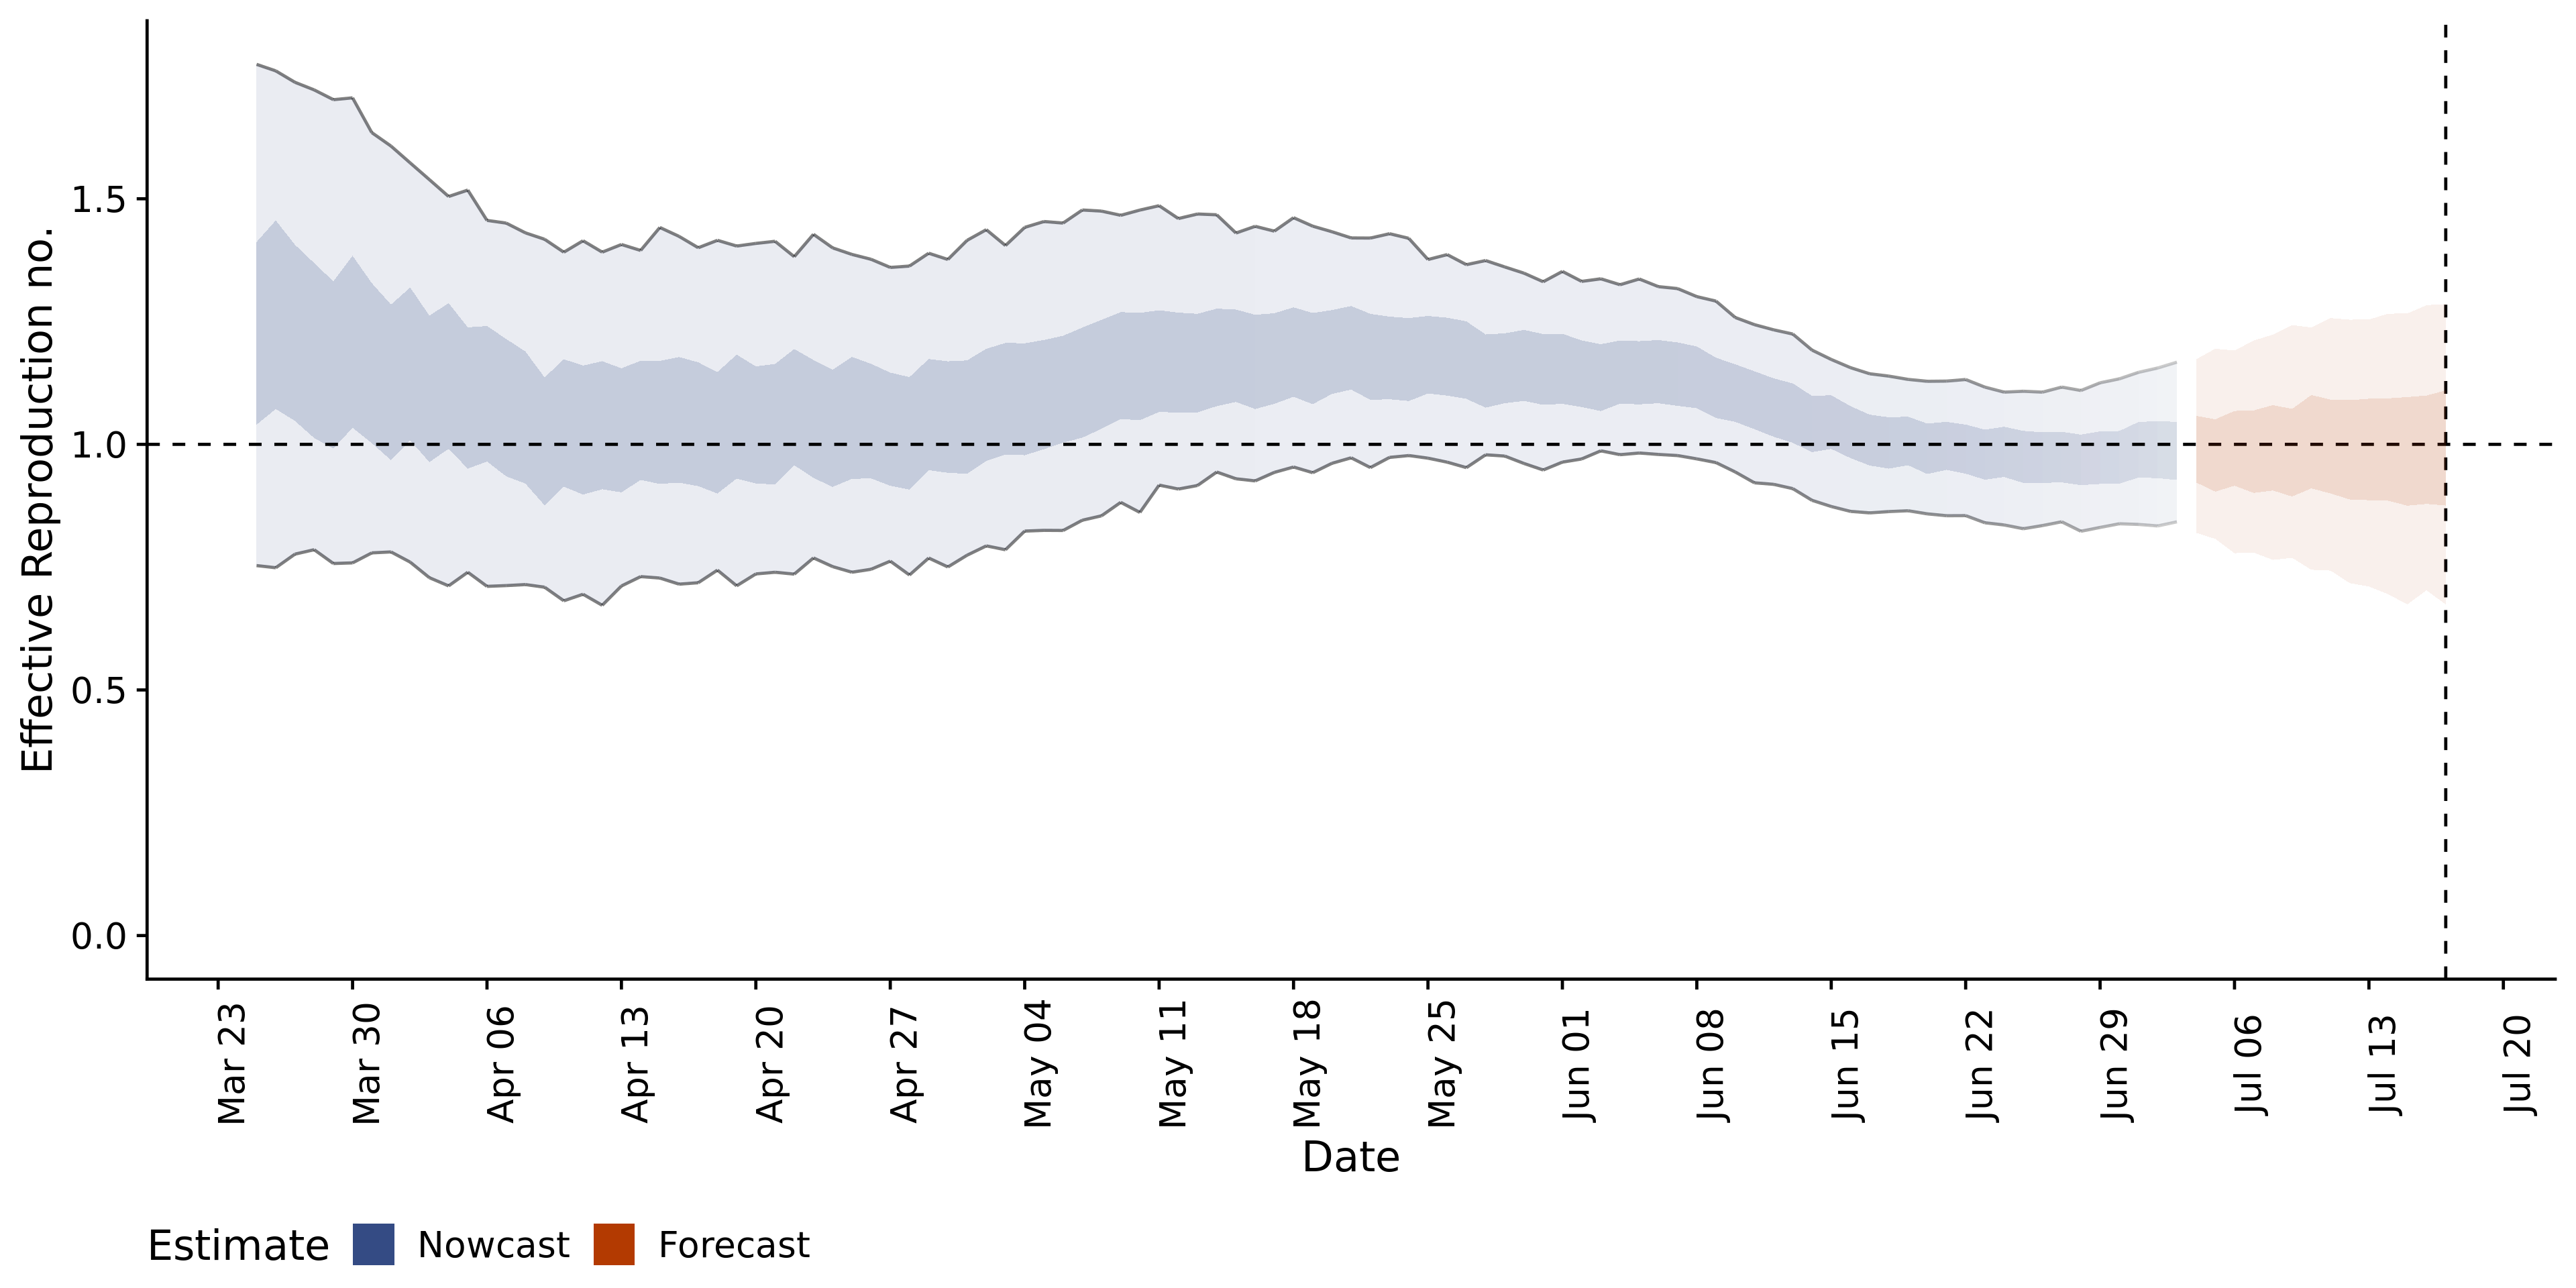 Effective Reproduction no.
1.5
1.0
0.5
0.0
Mar 23
Mar 30
Apr 06
Apr 13
Apr 20
Apr 27
May 04
May 11
May 18
May 25
Jun 01
Jun 08
Jun 15
Jun 22
Jun 29
Jul 06
Jul 13
Jul 20
Date
Estimate Nowcast Forecast